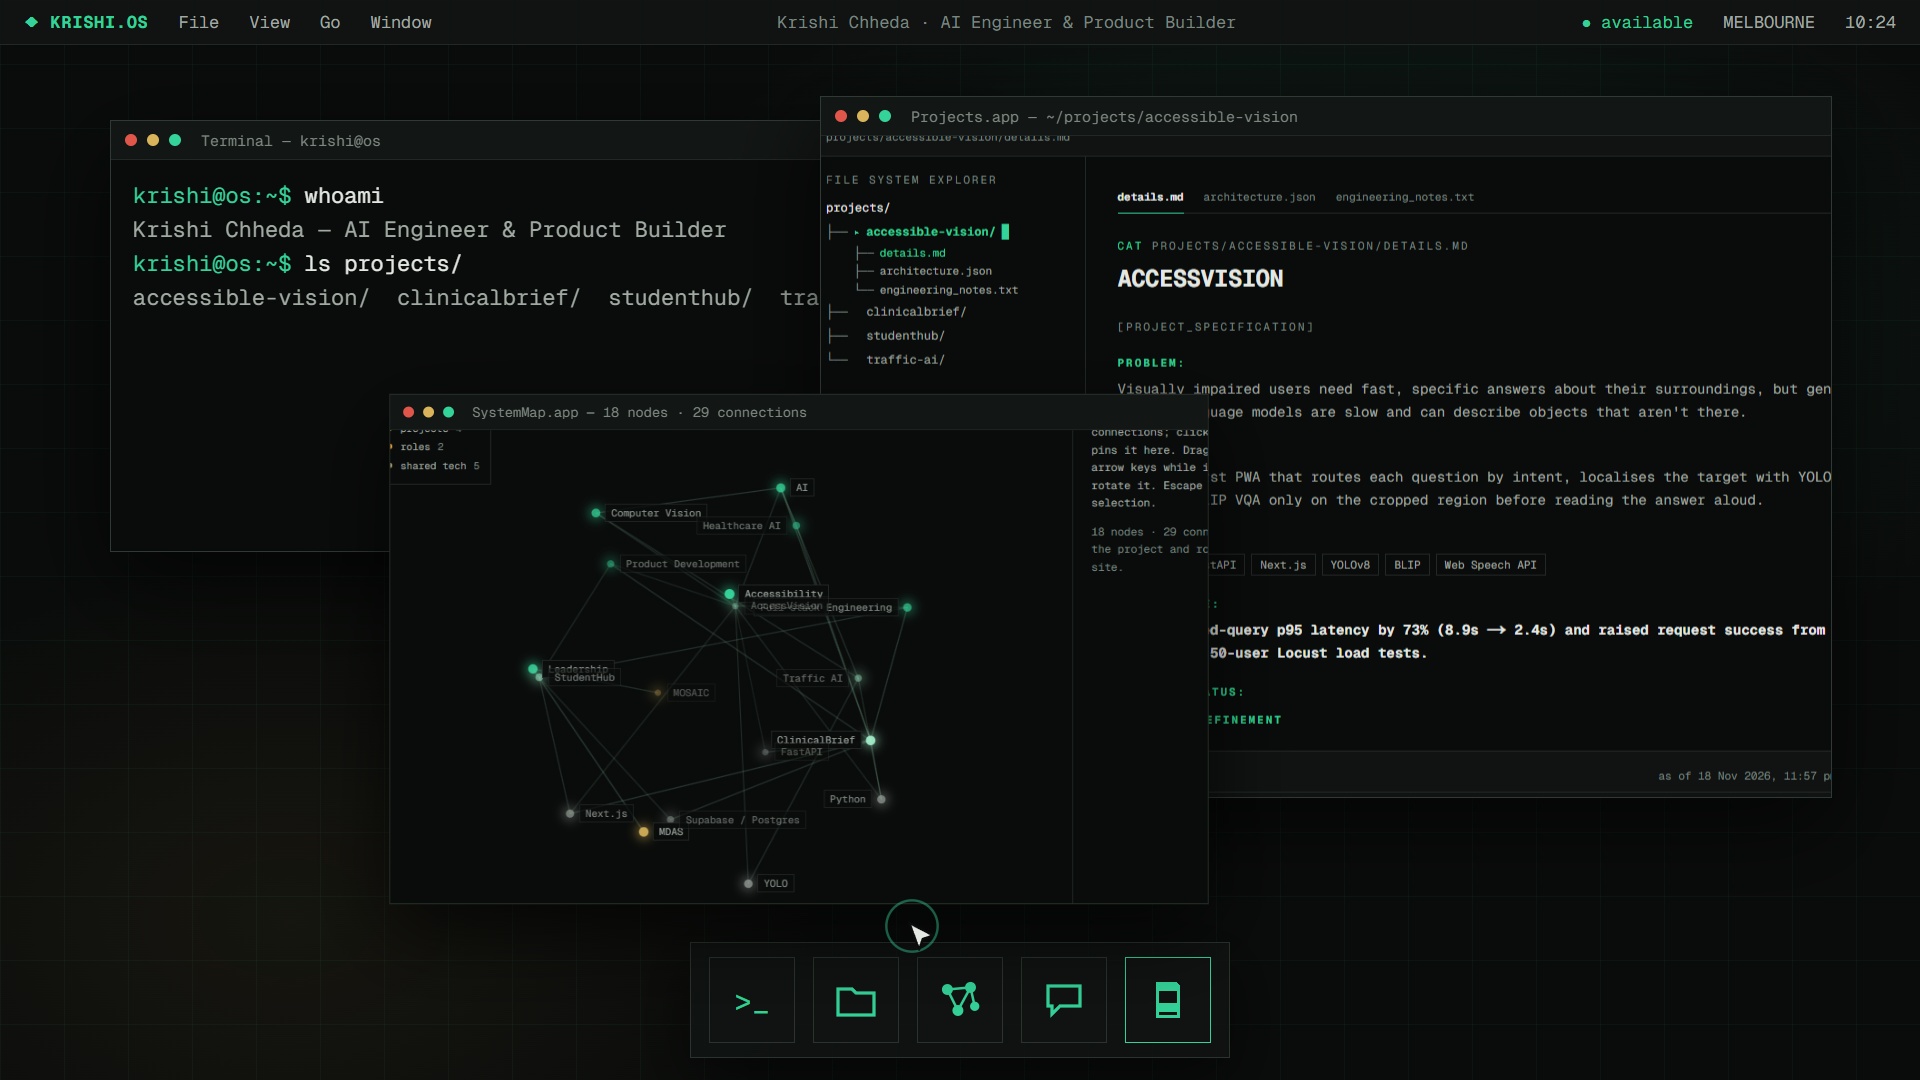 KRISHI.OS File View Go Window
Krishi Chheda · AI Engineer & Product Builder
available MELBOURNE 10:24
Terminal — krishi@os
krishi@os:~$ whoami
Krishi Chheda — AI Engineer & Product Builder
krishi@os:~$ ls projects/
accessible-vision/ clinicalbrief/ studenthub/ tra
Projects.app — ~/projects/accessible-vision
projects/accessible-vision/details.md
FILE SYSTEM EXPLORER
projects/
├── ▸ accessible-vision/
├── details.md
├── architecture.json
└── engineering_notes.txt
├── clinicalbrief/
├── studenthub/
└── traffic-ai/
details.md architecture.json engineering_notes.txt
CAT PROJECTS/ACCESSIBLE-VISION/DETAILS.MD
ACCESSVISION
[PROJECT_SPECIFICATION]
PROBLEM:
Visually impaired users need fast, specific answers about their surroundings, but gen
uage models are slow and can describe objects that aren't there.
st PWA that routes each question by intent, localises the target with YOLO
IP VQA only on the cropped region before reading the answer aloud.
tAPI Next.js YOLOv8 BLIP Web Speech API
:
d-query p95 latency by 73% (8.9s → 2.4s) and raised request success from
50-user Locust load tests.
TUS:
EFINEMENT
as of 18 Nov 2026, 11:57 p
SystemMap.app — 18 nodes · 29 connections
roles 2
shared tech 5
AI
Computer Vision
Healthcare AI
Product Development
Accessibility
AccessVision
Engineering
Leadership
StudentHub
Traffic AI
MOSAIC
ClinicalBrief
FastAPI
Python
Next.js
Supabase / Postgres
MDAS
YOLO
connections; click
pins it here. Drag
arrow keys while i
rotate it. Escape
selection.
18 nodes · 29 conn
the project and ro
site.
>_